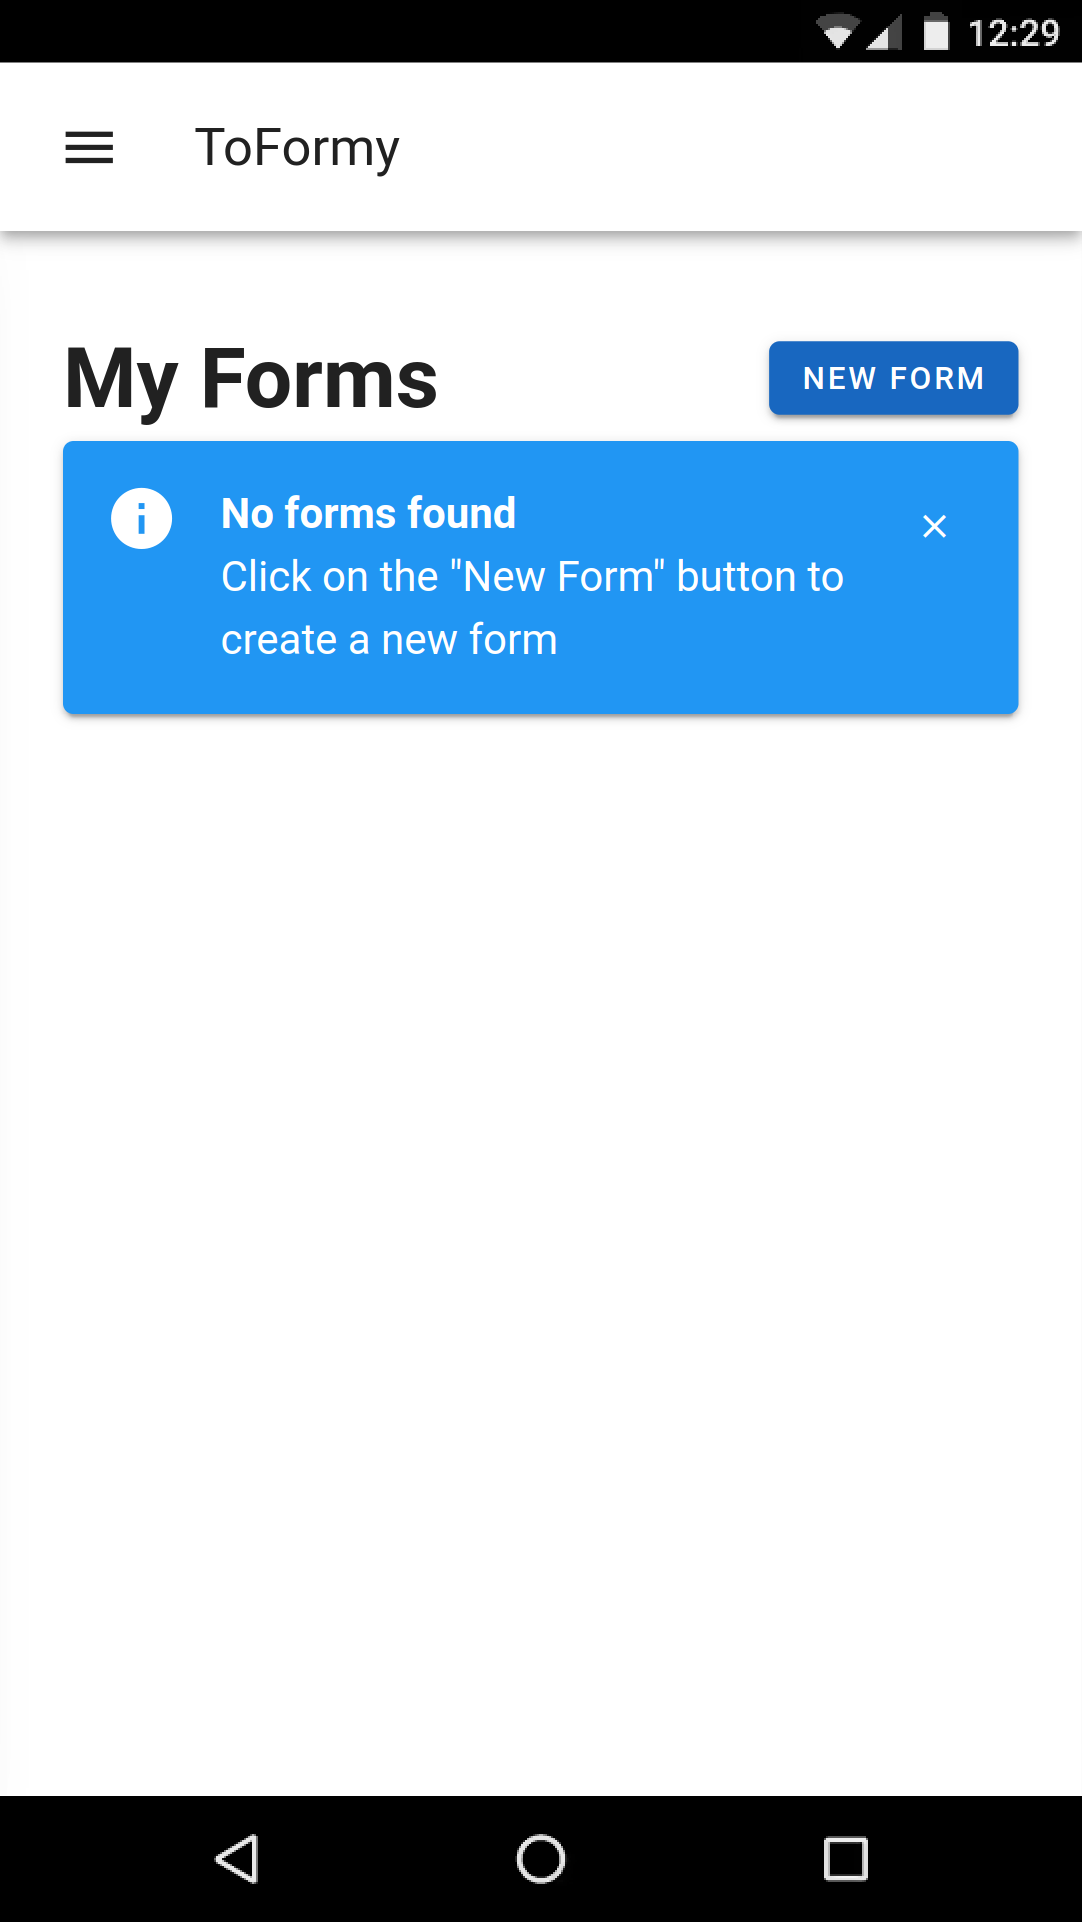 12:29
ToFormy
My Forms
NEW FORM
No forms found
Click on the "New Form" button to
create a new form